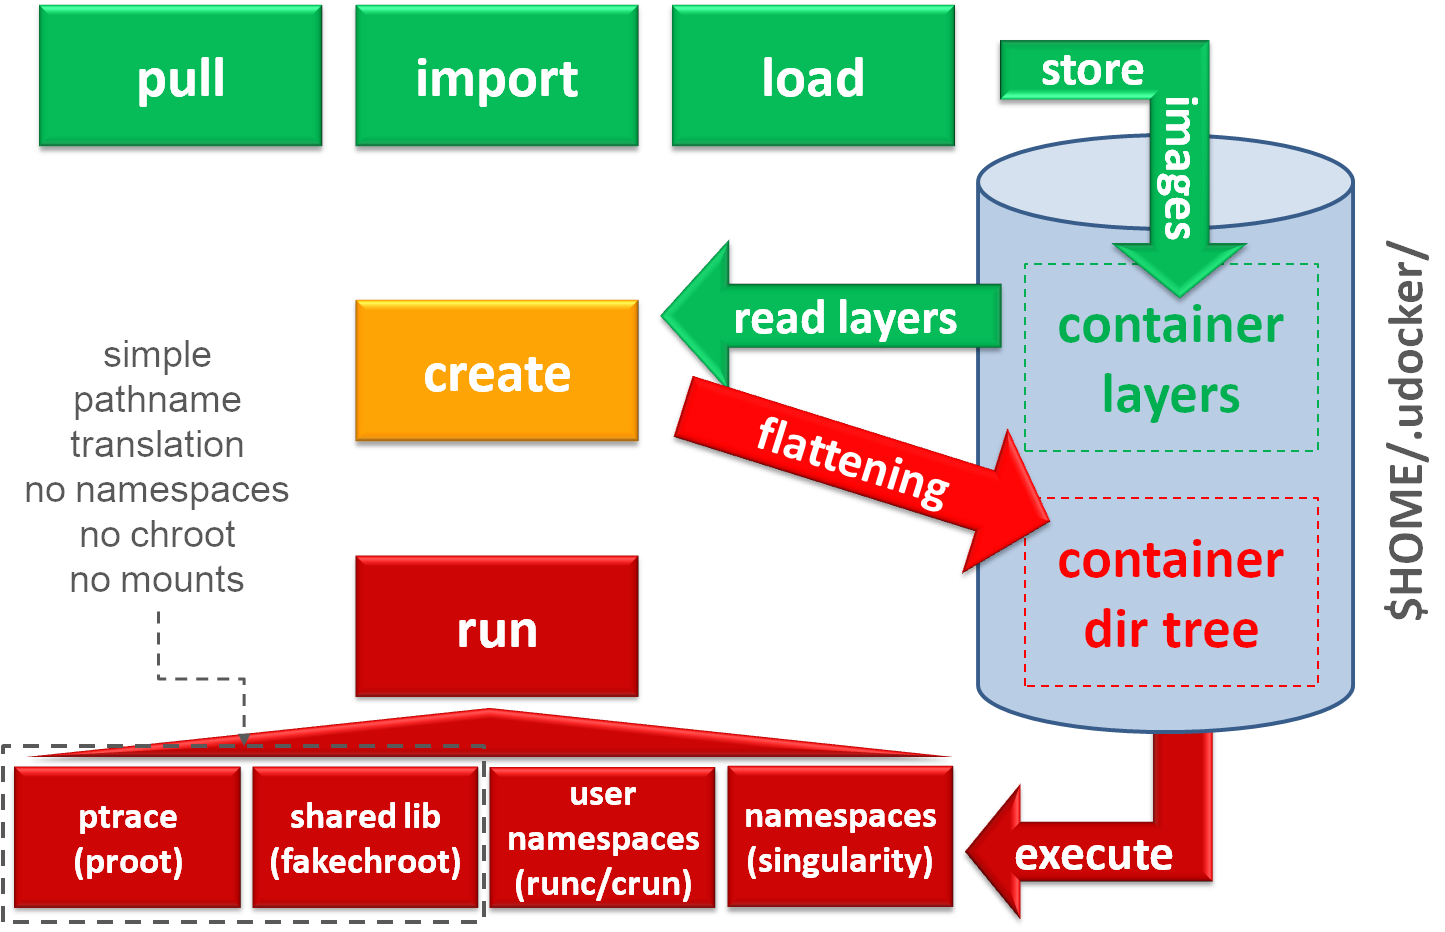 pull
import
load
store
images
container
layers
read layers
create
flattening
container
dir tree
$HOME/.udocker/
simple
pathname
translation
no namespaces
no chroot
no mounts
run
ptrace
(proot)
shared lib
(fakechroot)
user
namespaces
(runc/crun)
namespaces
(singularity)
execute